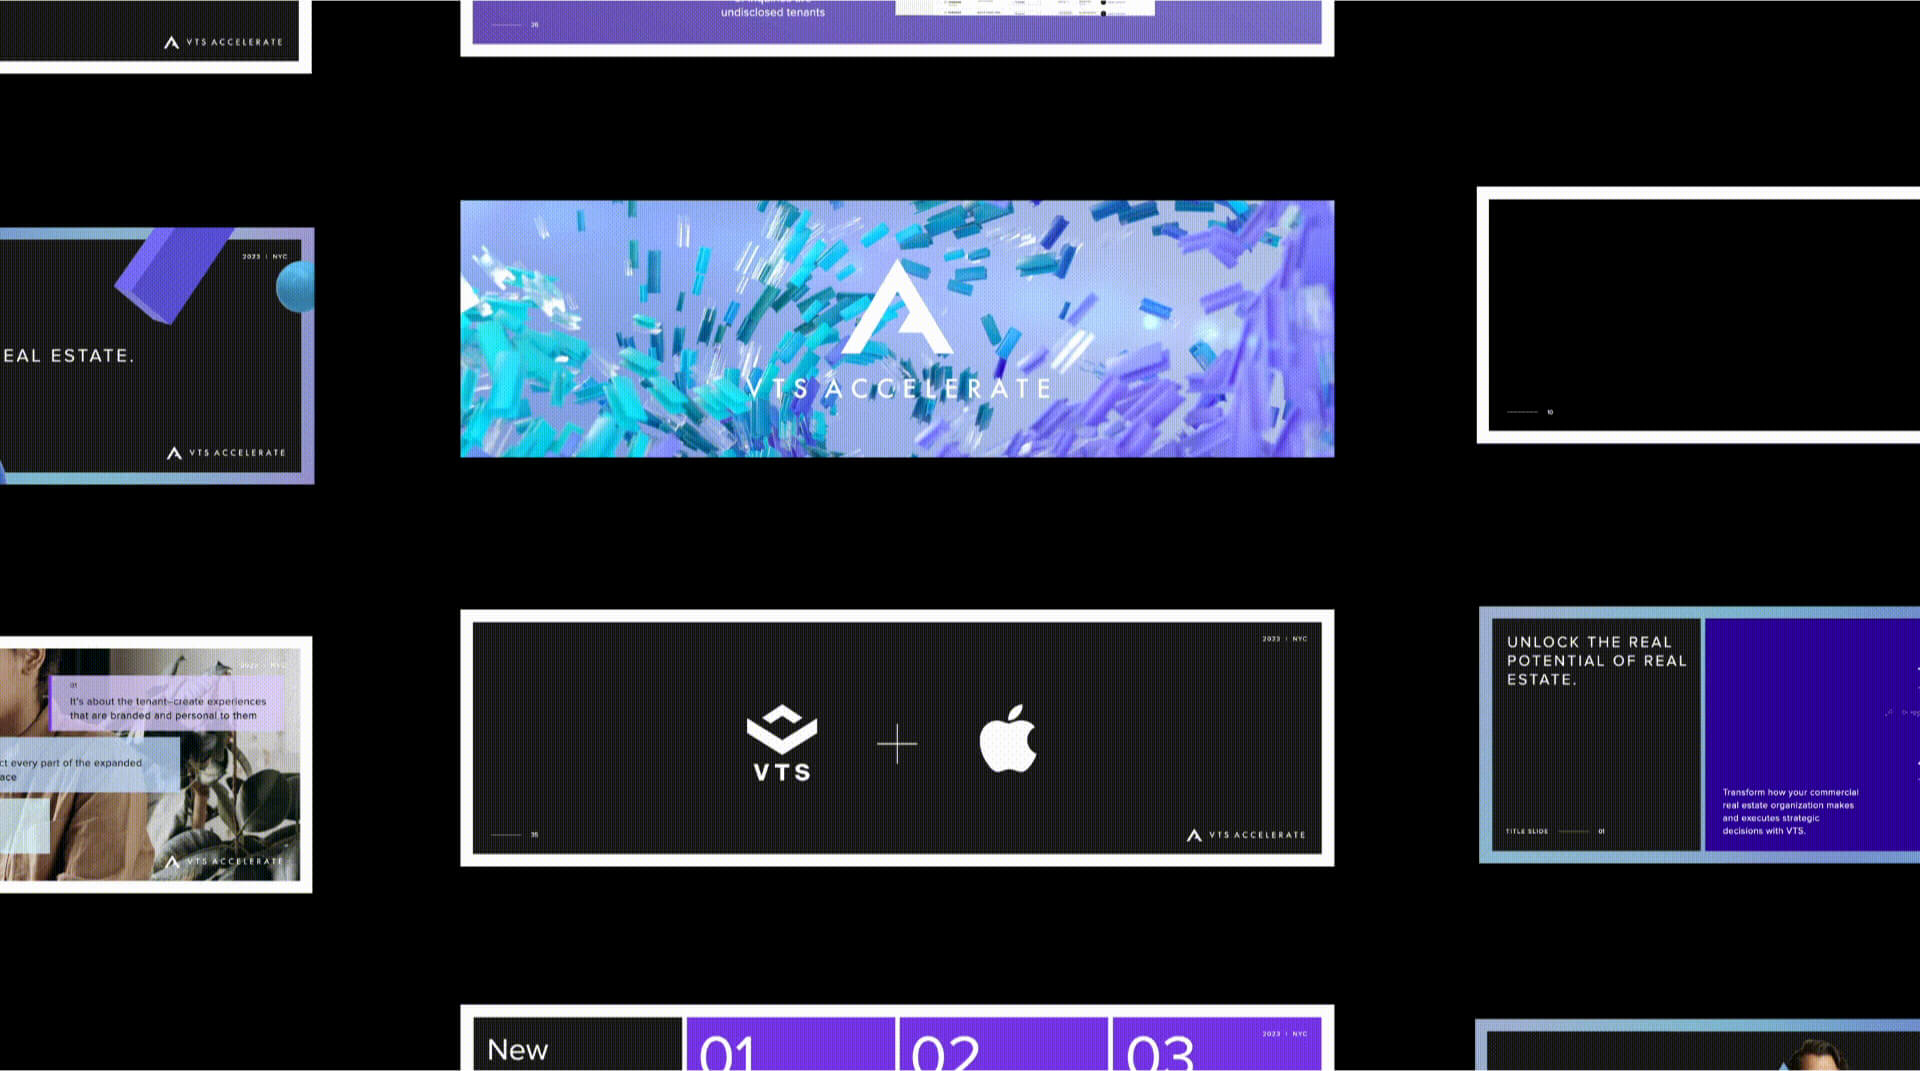 VTS ACCELERATE
undisclosed tenants
26
2023 | NYC
EAL ESTATE.
VTS ACCELERATE
VTS ACCELERATE
10
2023 | NYC
01
It's about the tenant–create experiences
that are branded and personal to them
ct every part of the expanded
ace
VTS ACCELERATE
2023 | NYC
VTS
35
VTS ACCELERATE
UNLOCK THE REAL
POTENTIAL OF REAL
ESTATE.
TITLE SLIDE 01
Transform how your commercial
real estate organization makes
and executes strategic
decisions with VTS.
New
01
02
03
2023 | NYC